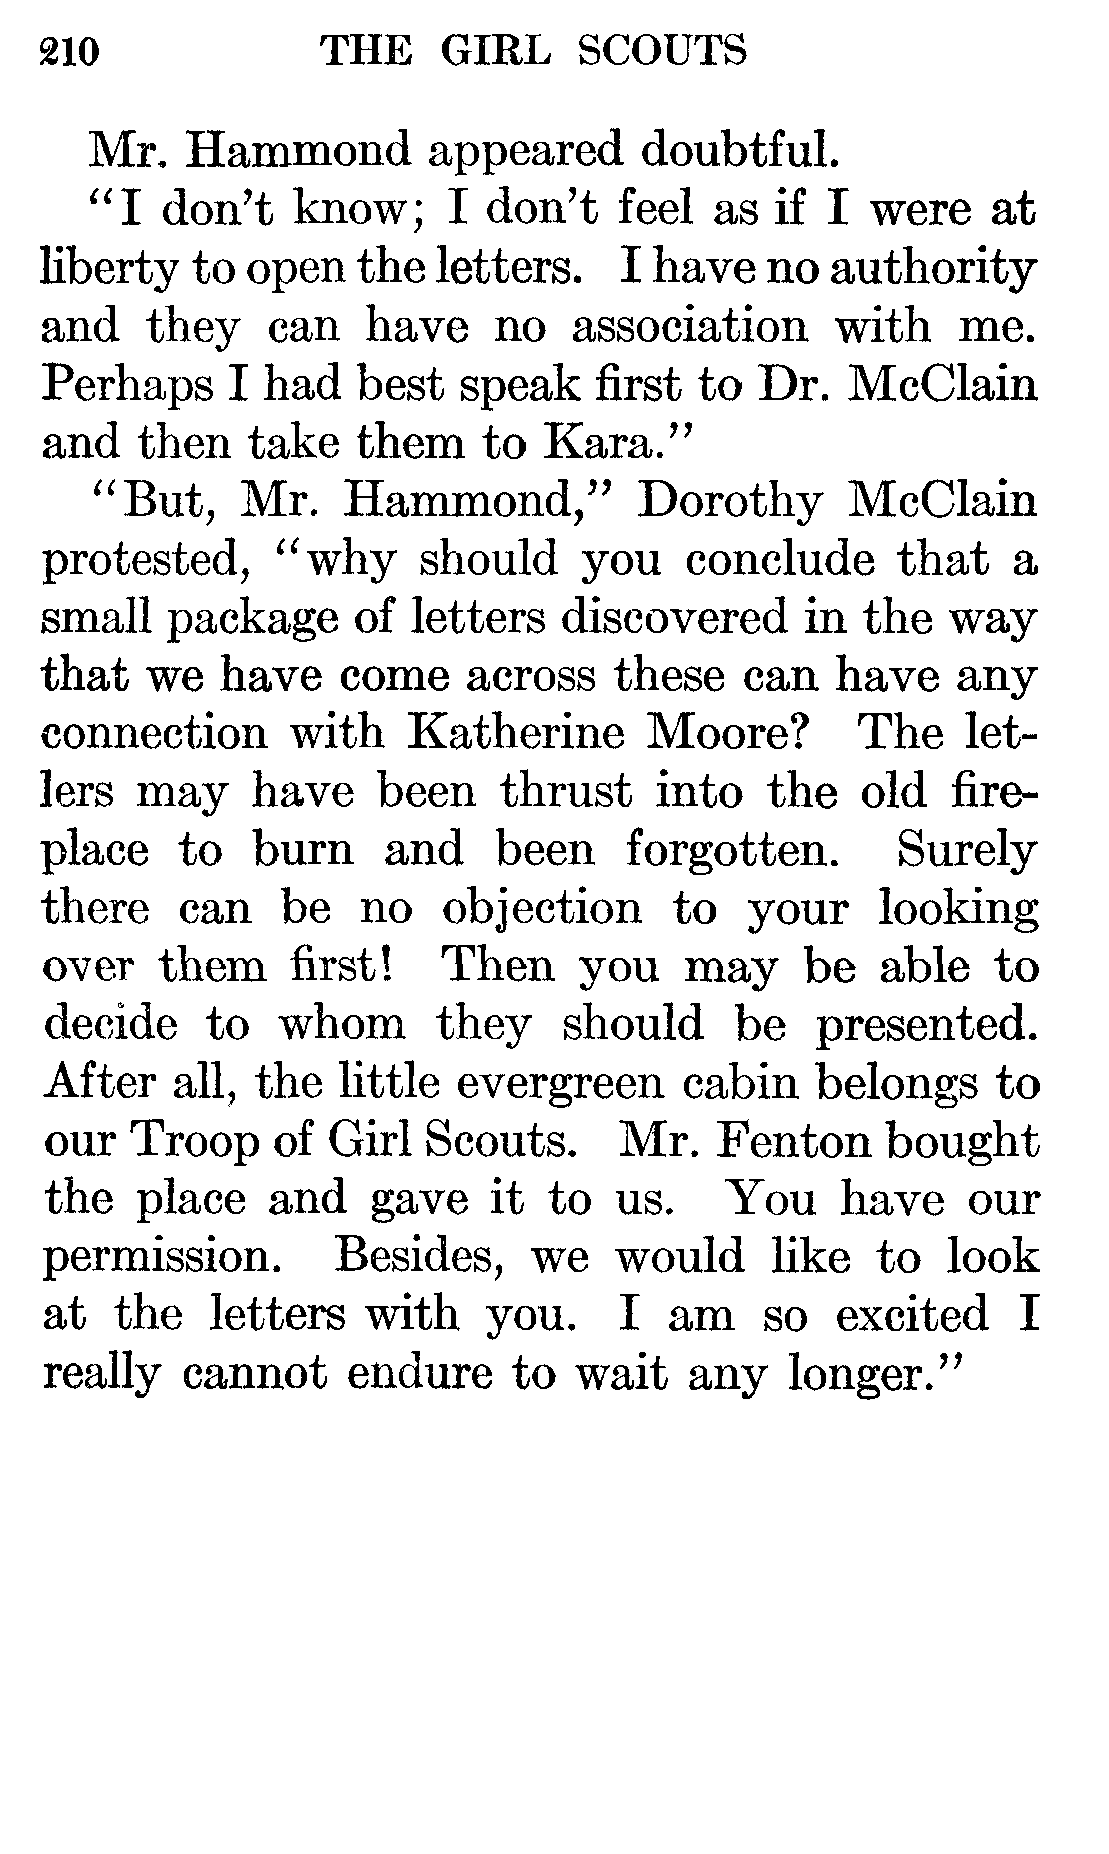 210 THE GIRL SCOUTS
Mr. Hammond appeared doubtful.
"I don't know; I don't feel as if I were at
liberty to open the letters. I have no authority
and they can have no association with me.
Perhaps I had best speak first to Dr. McClain
and then take them to Kara."
"But, Mr. Hammond," Dorothy McClain
protested, "why should you conclude that a
small package of letters discovered in the way
that we have come across these can have any
connection with Katherine Moore? The let-
lers may have been thrust into the old fire-
place to burn and been forgotten. Surely
there can be no objection to your looking
over them first! Then you may be able to
decide to whom they should be presented.
After all, the little evergreen cabin belongs to
our Troop of Girl Scouts. Mr. Fenton bought
the place and gave it to us. You have our
permission. Besides, we would like to look
at the letters with you. I am so excited I
really cannot endure to wait any longer."